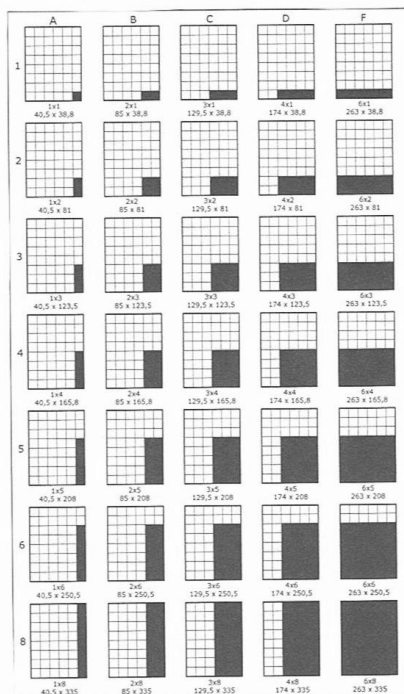 A B C D F
1
1x1 2x1 3x1 4x1 6x1
40,5 x 38,8 85 x 38,8 129,5 x 38,8 174 x 38,8 263 x 38,8
2
1x2 2x2 3x2 4x2 6x2
40,5 x 81 85 x 81 129,5 x 81 174 x 81 263 x 81
3
1x3 2x3 3x3 4x3 6x3
40,5 x 123,5 85 x 123,5 129,5 x 123,5 174 x 123,5 263 x 123,5
4
1x4 2x4 3x4 4x4 6x4
40,5 x 165,8 85 x 165,8 129,5 x 165,8 174 x 165,8 263 x 165,8
5
1x5 2x5 3x5 4x5 6x5
40,5 x 208 85 x 208 129,5 x 208 174 x 208 263 x 208
6
1x6 2x6 3x6 4x6 6x6
40,5 x 250,5 85 x 250,5 129,5 x 250,5 174 x 250,5 263 x 250,5
8
1x8 2x8 3x8 4x8 6x8
40,5 x 335 85 x 335 129,5 x 335 174 x 335 263 x 335